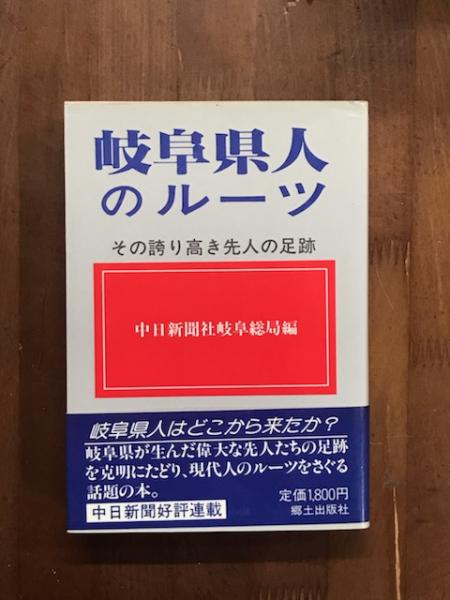 岐阜県人
のルーツ
その誇り高き先人の足跡
中日新聞社岐阜総局編
岐阜県人はどこから来たか?
岐阜県が生んだ偉大な先人たちの足跡
を克明にたどり、現代人のルーツをさぐる
話題の本。
中日新聞好評連載
定価1,800円
郷土出版社